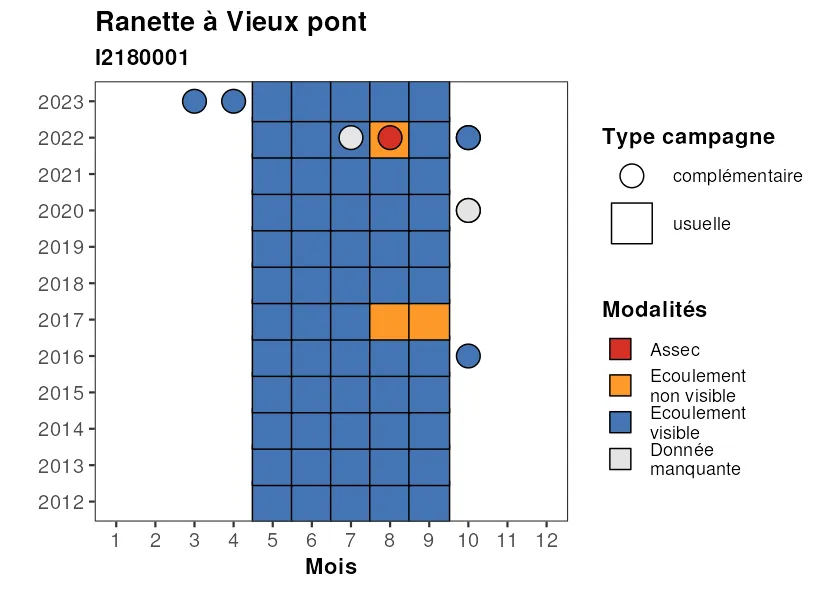 Ranette à Vieux pont
I2180001
2023
2022
2021
2020
2019
2018
2017
2016
2015
2014
2013
2012
1 2 3 4 5 6 7 8 9 10 11 12
Mois
Type campagne
complémentaire
usuelle
Modalités
Assec
Ecoulement
non visible
Ecoulement
visible
Donnée
manquante